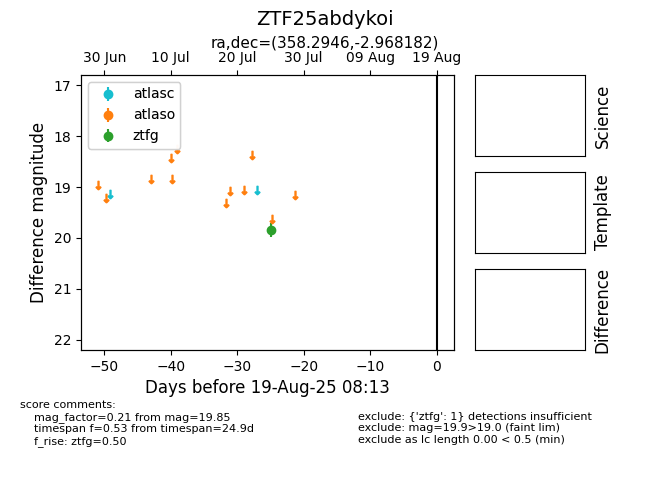 ZTF25abdykoi
ra,dec=(358.2946,-2.968182)
30 Jun 10 Jul 20 Jul 30 Jul 09 Aug 19 Aug
atlasc
atlaso
ztfg
17
18
19
20
21
22
Difference magnitude
−50 −40 −30 −20 −10 0
Days before 19-Aug-25 08:13
Science
Template
Difference
score comments:
mag_factor=0.21 from mag=19.85
timespan f=0.53 from timespan=24.9d
f_rise: ztfg=0.50
exclude: {'ztfg': 1} detections insufficient
exclude: mag=19.9>19.0 (faint lim)
exclude as lc length 0.00 < 0.5 (min)